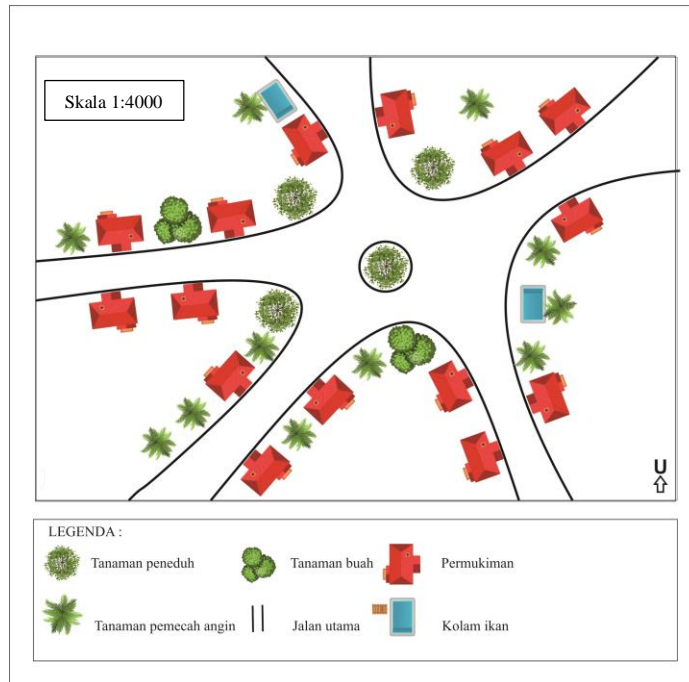 Skala 1:4000
U
LEGENDA :
Tanaman peneduh
Tanaman buah
Permukiman
Tanaman pemecah angin
Jalan utama
Kolam ikan